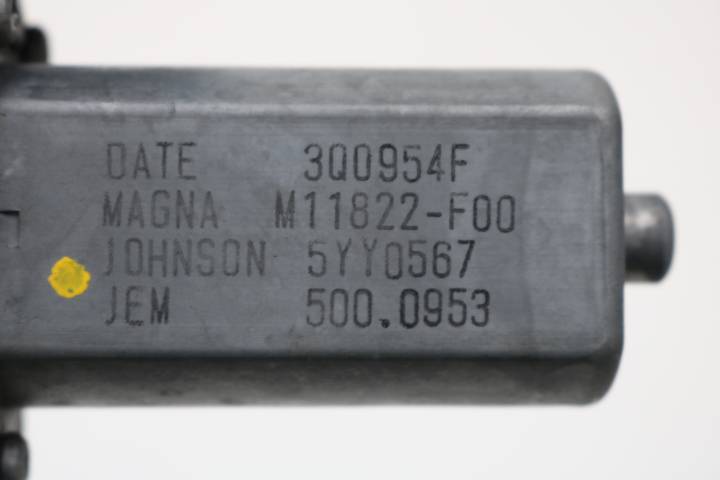 DATE 3Q0954F
MAGNA M11822-F00
JOHNSON 5YY0567
JEM 500.0953